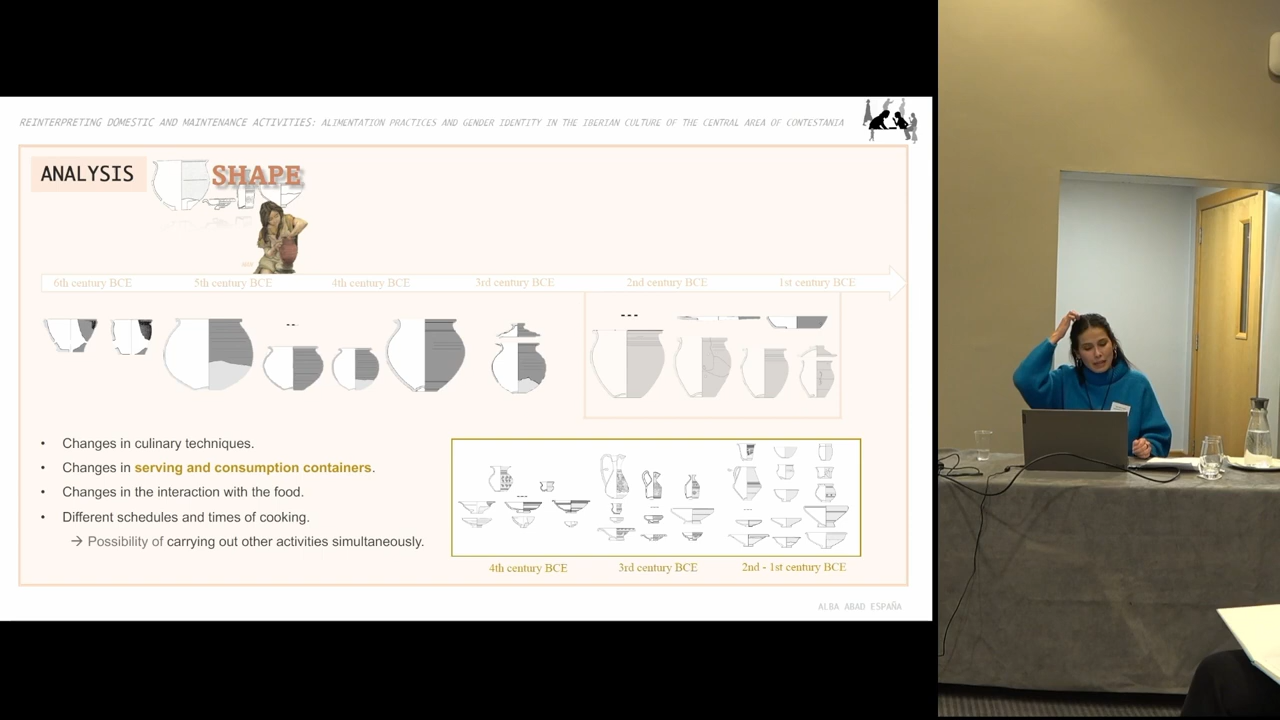 REINTERPRETING DOMESTIC AND MAINTENANCE ACTIVITIES: ALIMENTATION PRACTICES AND GENDER IDENTITY IN THE IBERIAN CULTURE OF THE CENTRAL AREA OF CONTESTANIA
ANALYSIS
SHAPE
6th century BCE 5th century BCE 4th century BCE 3rd century BCE 2nd century BCE 1st century BCE
• Changes in culinary techniques.
• Changes in serving and consumption containers.
• Changes in the interaction with the food.
• Different schedules and times of cooking.
→ Possibility of carrying out other activities simultaneously.
4th century BCE 3rd century BCE 2nd - 1st century BCE
ALBA ABAD ESPAÑA